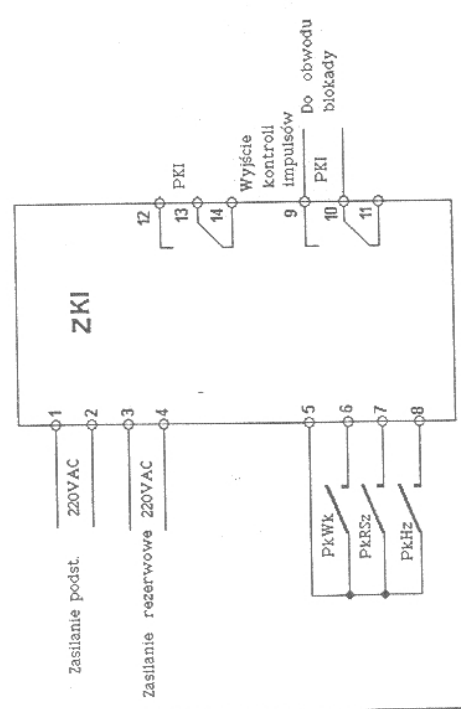 ZKI
Zasilanie podst.
220VAC
1
2
Zasilanie rezerwowe 220VAC
3
4
5
PkWk
6
PkRSz
7
PkHz
8
12
13
14
PKI
Wyjście
kontroli
impulsów
9
10
11
PKI
Do obwodu
blokady